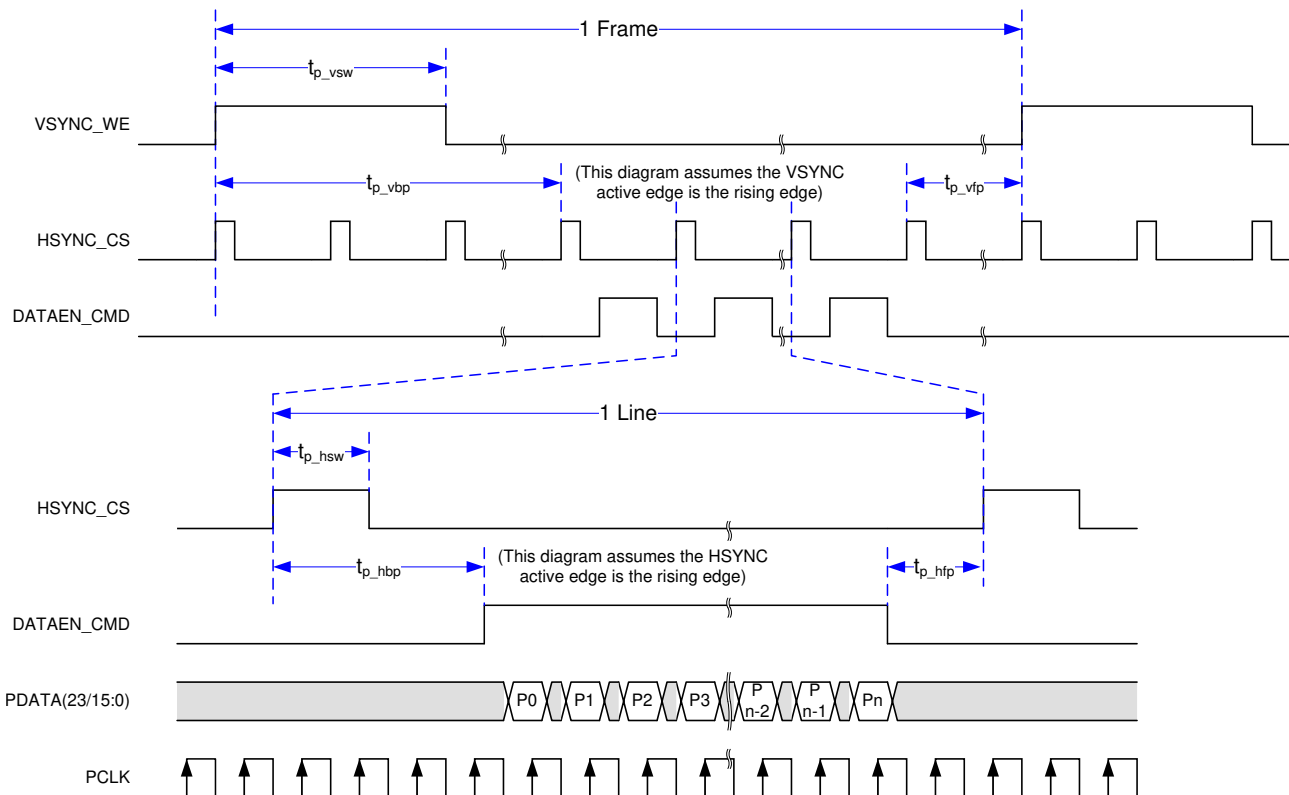 1 Frame
tp_vsw
VSYNC_WE
tp_vbp
(This diagram assumes the VSYNC
active edge is the rising edge)
tp_vfp
HSYNC_CS
DATAEN_CMD
1 Line
tp_hsw
HSYNC_CS
tp_hbp
(This diagram assumes the HSYNC
active edge is the rising edge)
tp_hfp
DATAEN_CMD
PDATA(23/15:0)
P0
P1
P2
P3
P
n-2
P
n-1
Pn
PCLK